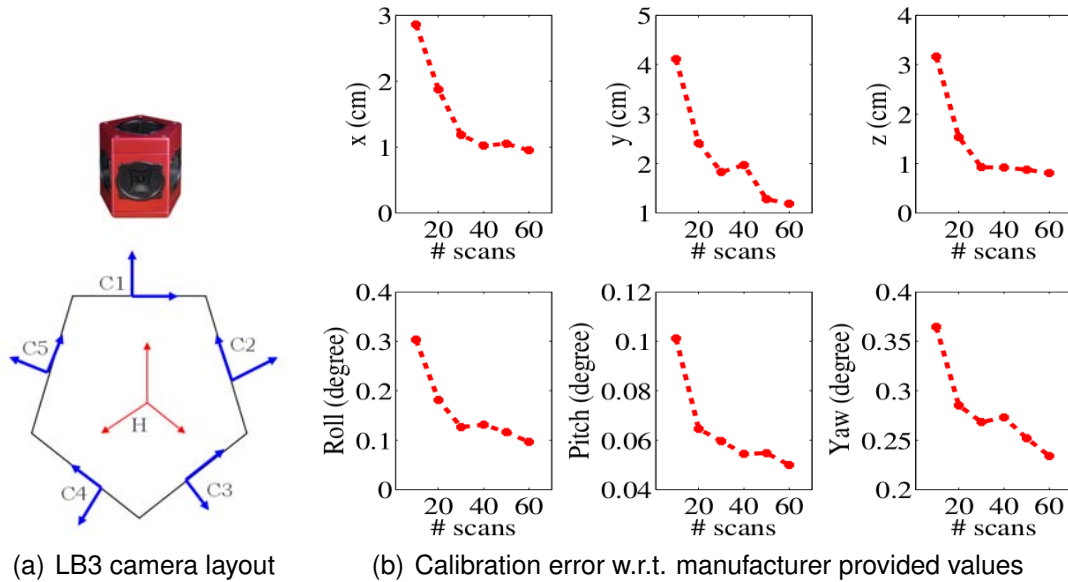 C1
C5
C2
H
C4
C3
(a) LB3 camera layout
3
2
1
0
x (cm)
20 40 60
# scans
5
4
3
2
1
y (cm)
20 40 60
# scans
4
3
2
1
0
z (cm)
20 40 60
# scans
0.4
0.3
0.2
0.1
0
Roll (degree)
20 40 60
# scans
0.12
0.1
0.08
0.06
0.04
Pitch (degree)
20 40 60
# scans
0.4
0.35
0.3
0.25
0.2
Yaw (degree)
20 40 60
# scans
(b) Calibration error w.r.t. manufacturer provided values